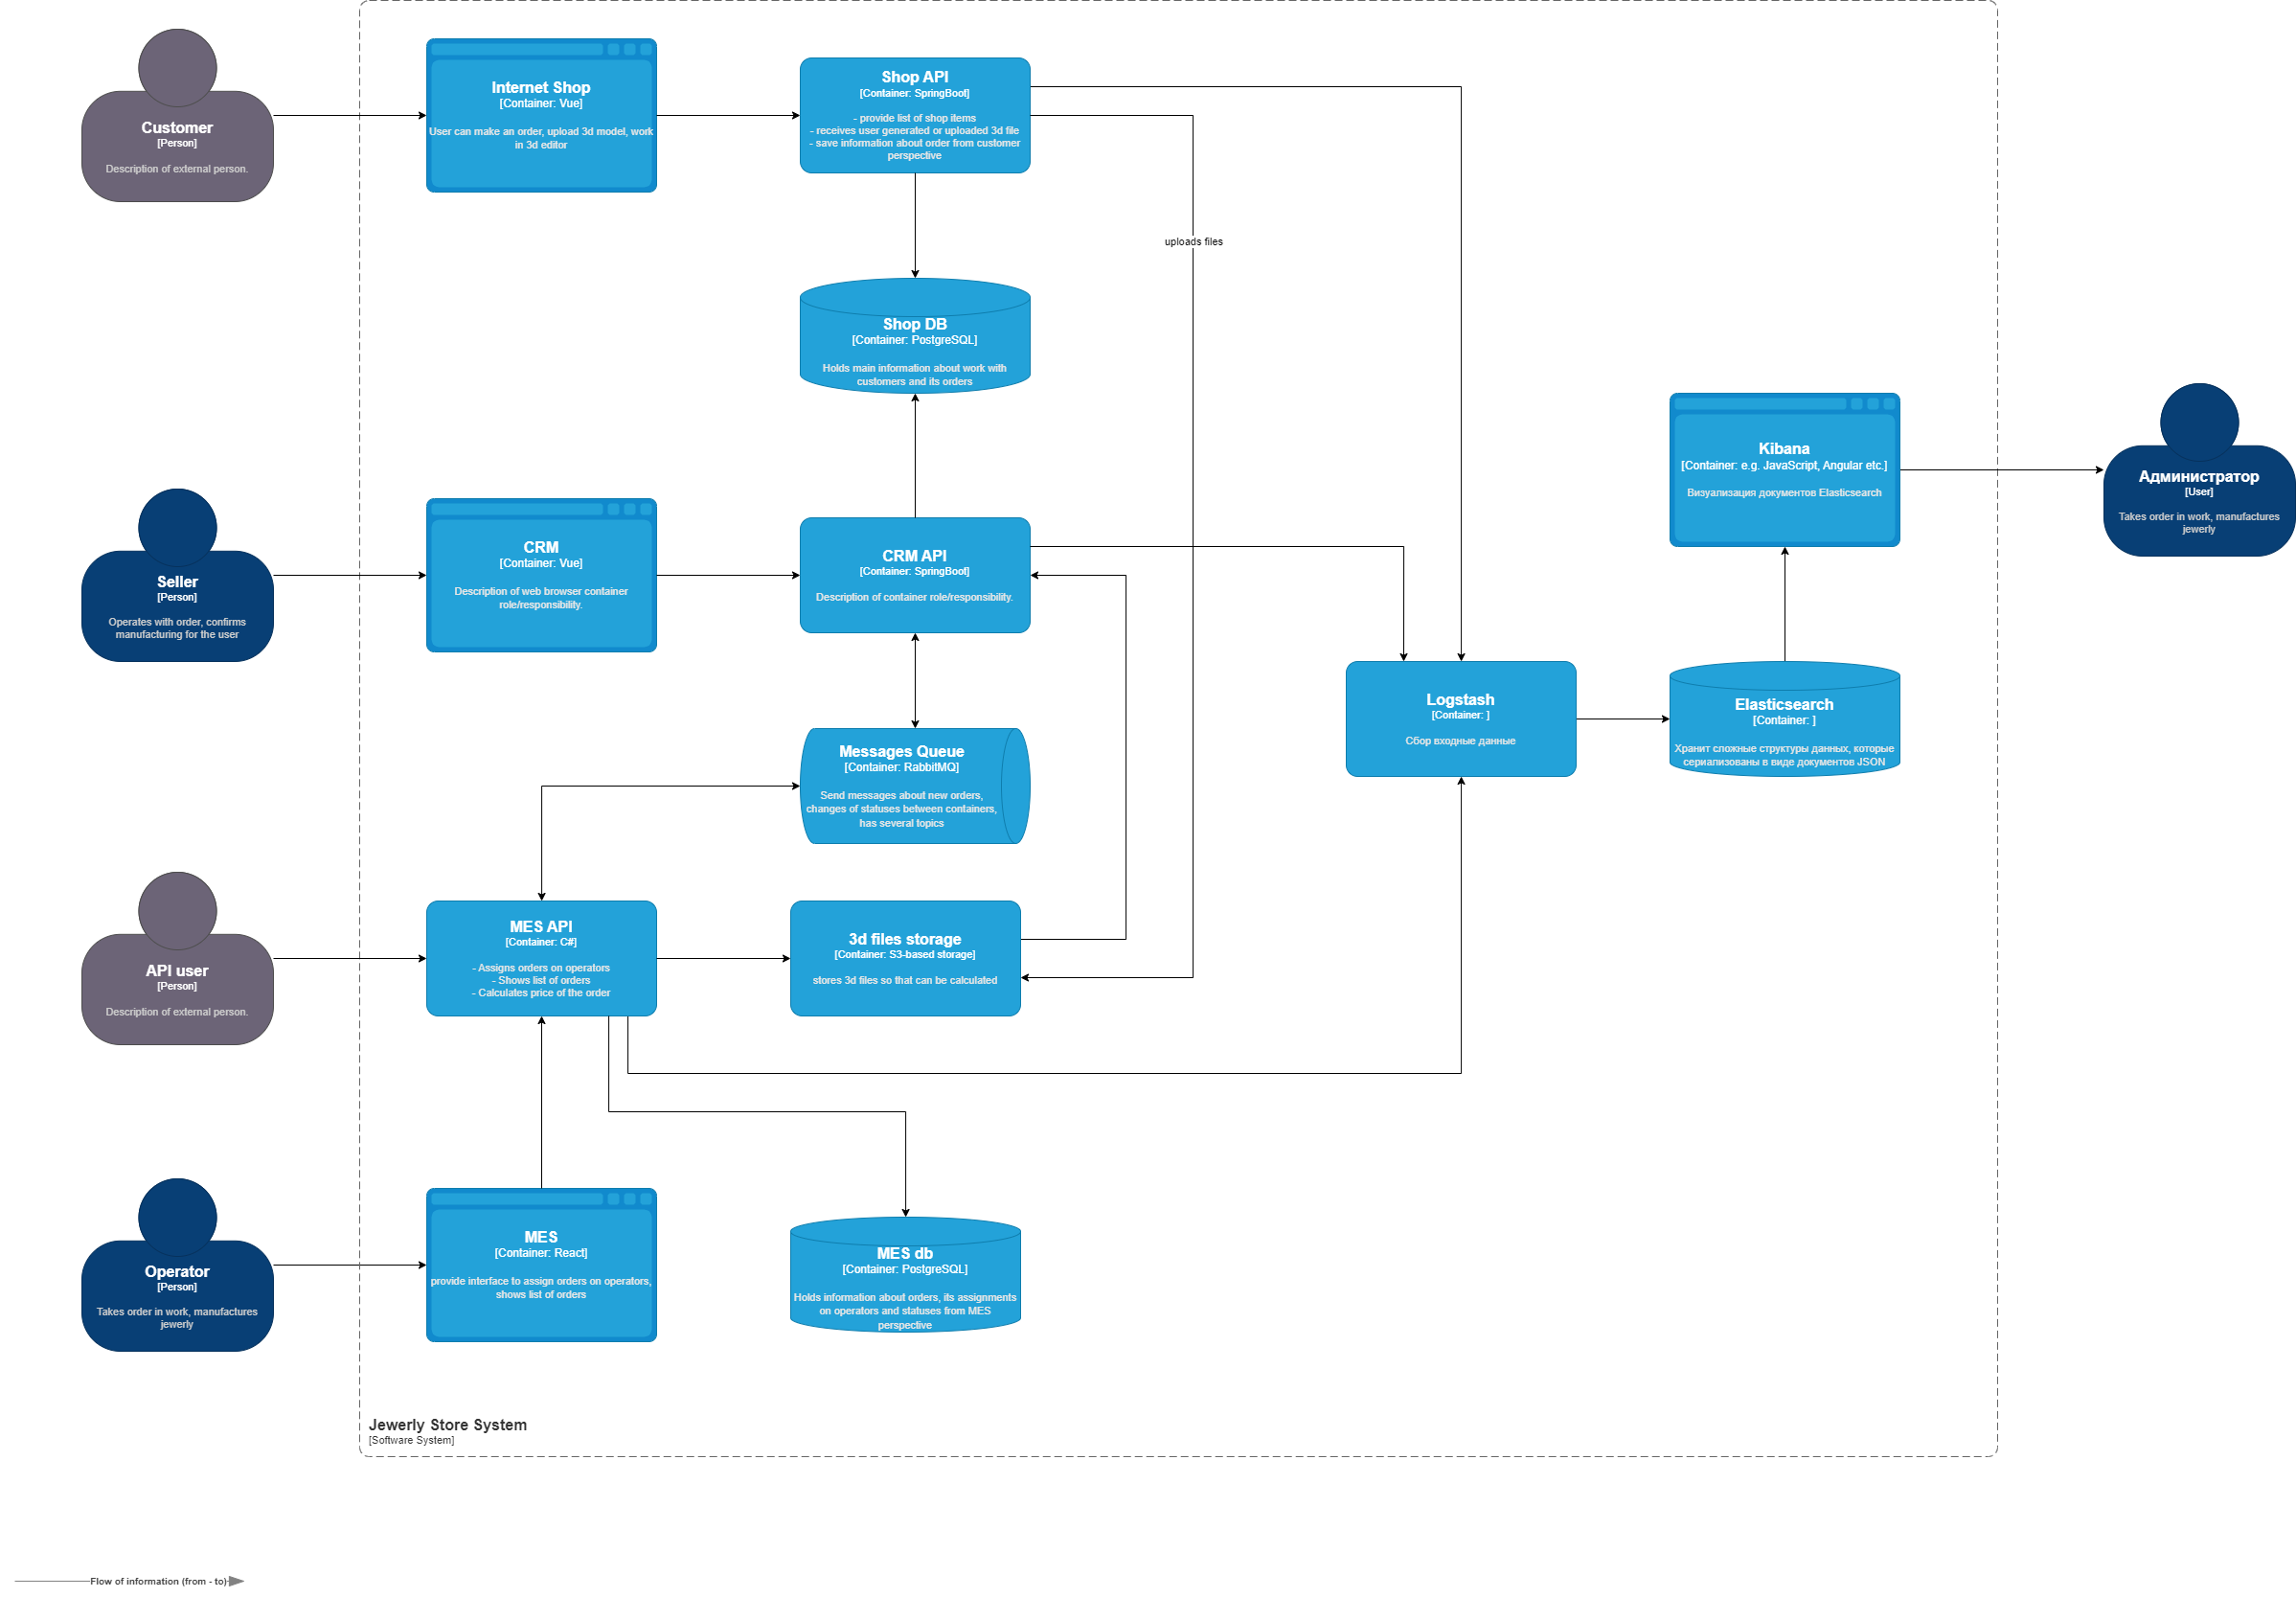 Customer
[Person]
Description of external person.
Internet Shop
[Container: Vue]
User can make an order, upload 3d model, work
in 3d editor
Shop API
[Container: SpringBoot]
- provide list of shop items
- receives user generated or uploaded 3d file
- save information about order from customer
perspective
uploads files
Shop DB
[Container: PostgreSQL]
Holds main information about work with
customers and its orders
Kibana
[Container: e.g. JavaScript, Angular etc.]
Визуализация документов Elasticsearch
Администратор
[User]
Takes order in work, manufactures
jewerly
Seller
[Person]
Operates with order, confirms
manufacturing for the user
CRM
[Container: Vue]
Description of web browser container
role/responsibility.
CRM API
[Container: SpringBoot]
Description of container role/responsibility.
Logstash
[Container: ]
Сбор входные данные
Elasticsearch
[Container: ]
Хранит сложные структуры данных, которые
сериализованы в виде документов JSON
Messages Queue
[Container: RabbitMQ]
Send messages about new orders,
changes of statuses between containers,
has several topics
API user
[Person]
Description of external person.
MES API
[Container: C#]
- Assigns orders on operators
- Shows list of orders
- Calculates price of the order
3d files storage
[Container: S3-based storage]
stores 3d files so that can be calculated
Operator
[Person]
Takes order in work, manufactures
jewerly
MES
[Container: React]
provide interface to assign orders on operators,
shows list of orders
MES db
[Container: PostgreSQL]
Holds information about orders, its assignments
on operators and statuses from MES
perspective
Jewerly Store System
[Software System]
Flow of information (from - to)